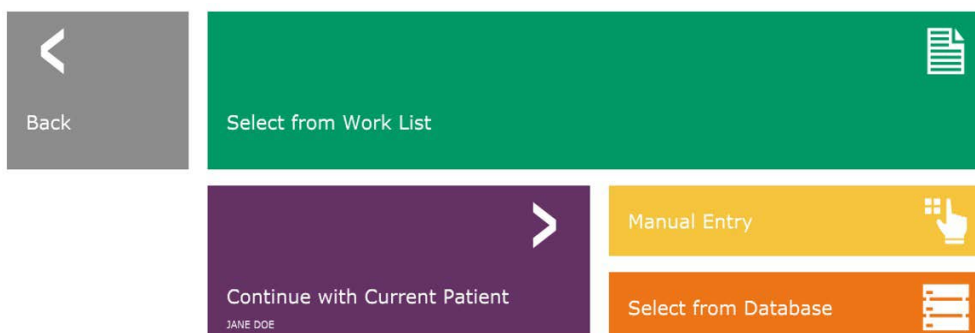 Back
Select from Work List
Continue with Current Patient
JANE DOE
Manual Entry
Select from Database